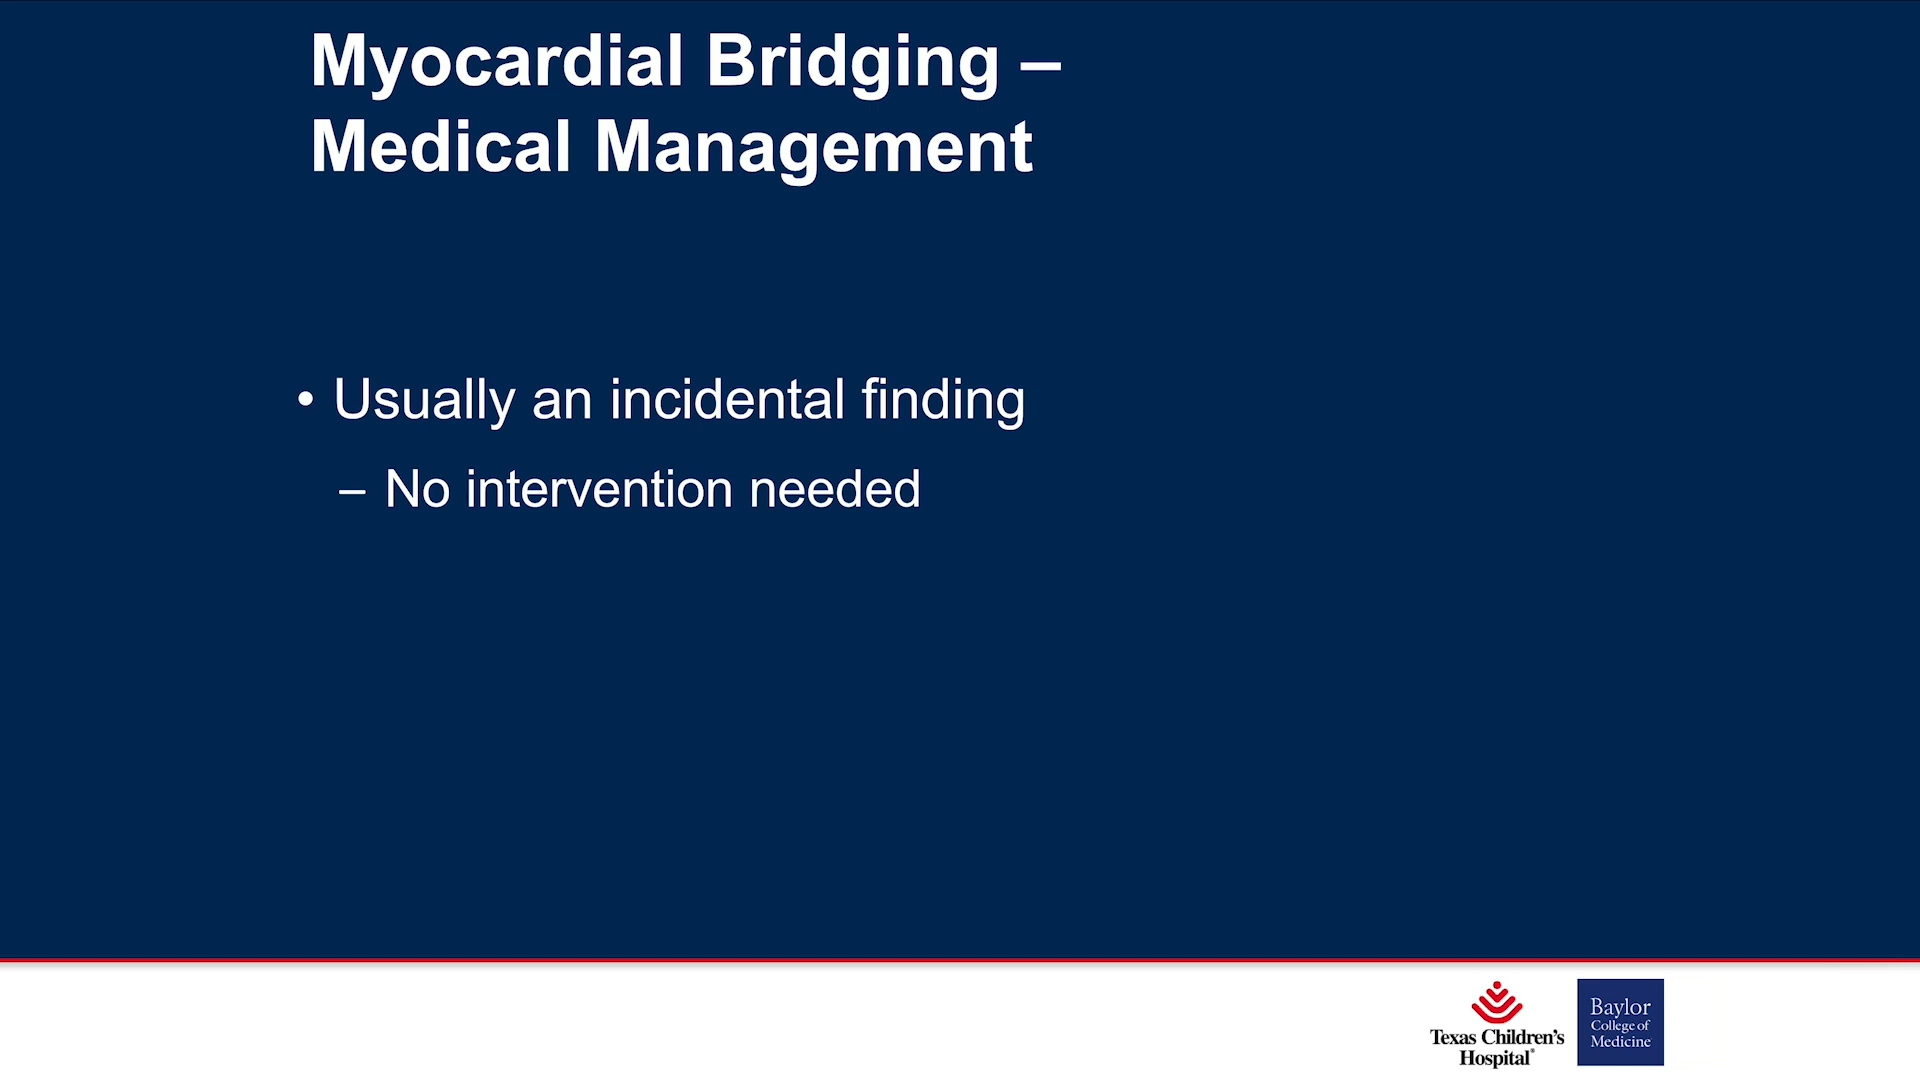 Myocardial Bridging –
Medical Management
• Usually an incidental finding
– No intervention needed
Texas Children's
Hospital®
Baylor
College of
Medicine